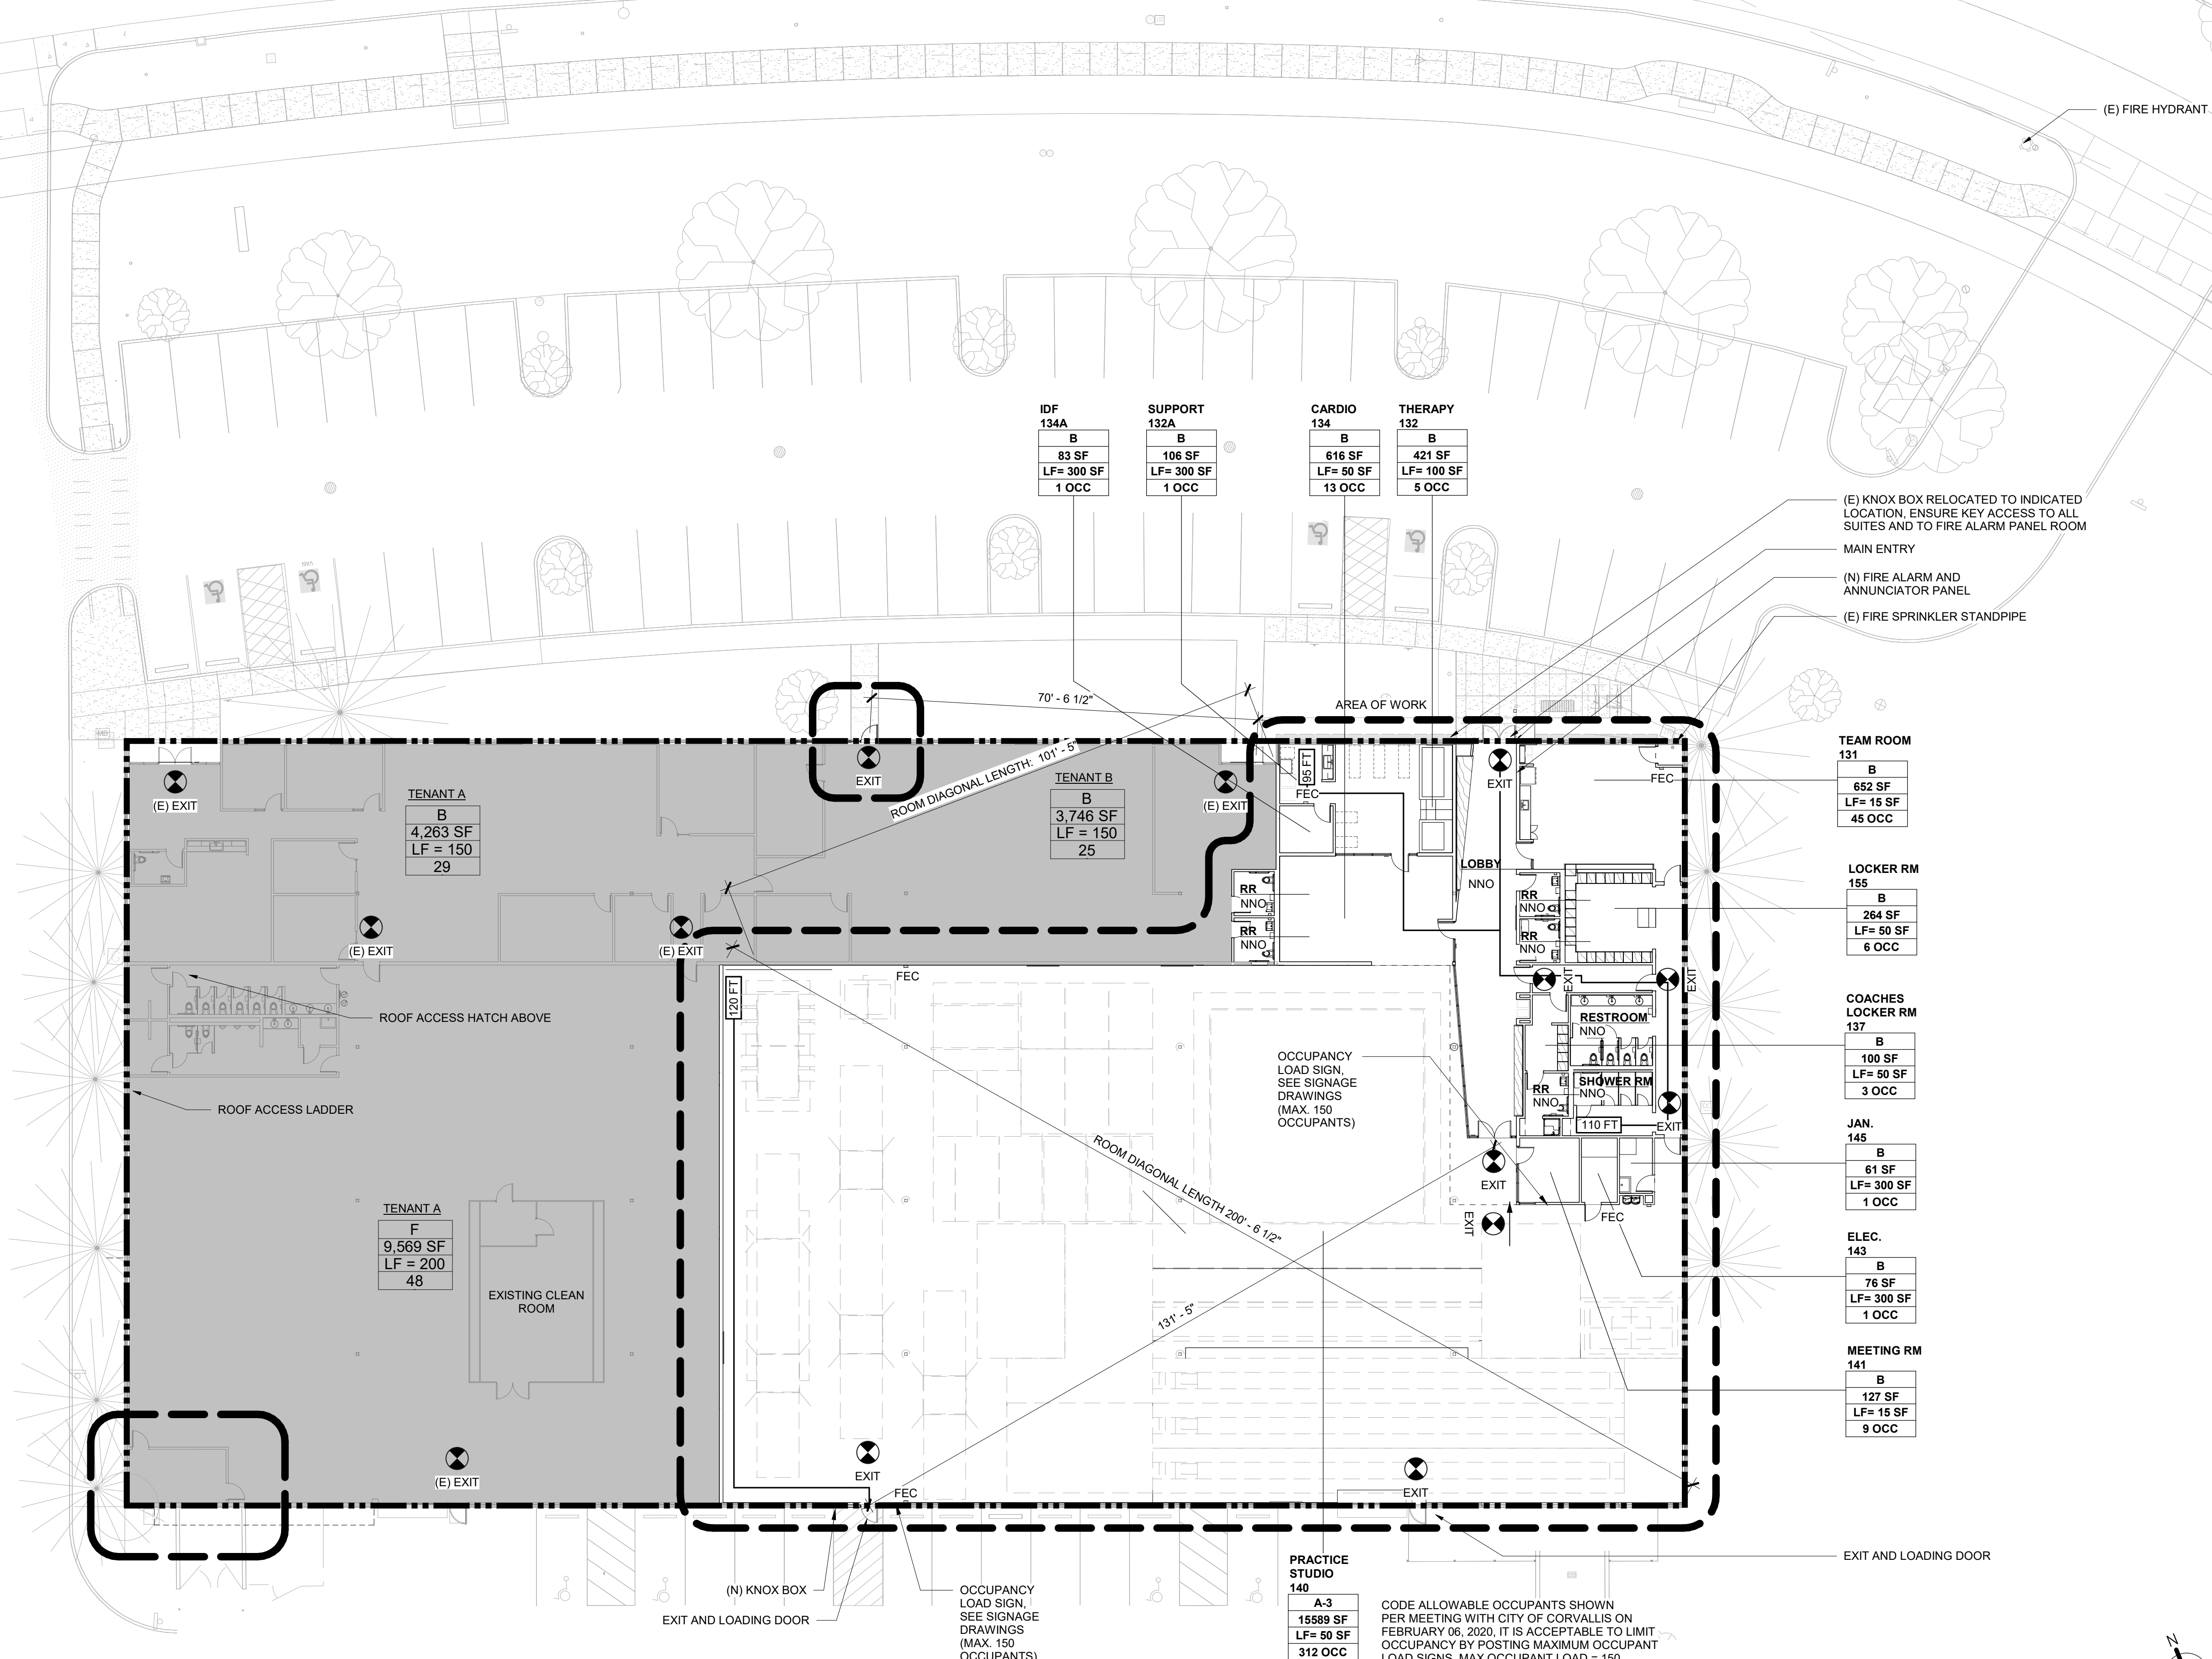 (E) FIRE HYDRANT
IDF
134A
B
83 SF
LF= 300 SF
1 OCC
SUPPORT
132A
B
106 SF
LF= 300 SF
1 OCC
CARDIO
134
B
616 SF
LF= 50 SF
13 OCC
THERAPY
132
B
421 SF
LF= 100 SF
5 OCC
(E) KNOX BOX RELOCATED TO INDICATED
LOCATION, ENSURE KEY ACCESS TO ALL
SUITES AND TO FIRE ALARM PANEL ROOM
MAIN ENTRY
(N) FIRE ALARM AND
ANNUNCIATOR PANEL
(E) FIRE SPRINKLER STANDPIPE
70' - 6 1/2"
AREA OF WORK
ROOM DIAGONAL LENGTH: 101' - 5"
(E) EXIT
TENANT A
B
4,263 SF
LF = 150
29
EXIT
TENANT B
B
3,746 SF
LF = 150
25
(E) EXIT
95 FT
FEC
EXIT
FEC
TEAM ROOM
131
B
652 SF
LF= 15 SF
45 OCC
LOBBY
NNO
RR
NNO
RR
NNO
RR
NNO
RR
NNO
LOCKER RM
155
B
264 SF
LF= 50 SF
6 OCC
(E) EXIT
(E) EXIT
FEC
120 FT
EXIT
EXIT
ROOF ACCESS HATCH ABOVE
RESTROOM
NNO
COACHES
LOCKER RM
137
B
100 SF
LF= 50 SF
3 OCC
OCCUPANCY
LOAD SIGN,
SEE SIGNAGE
DRAWINGS
(MAX. 150
OCCUPANTS)
SHOWER RM
NNO
RR
NNO
110 FT
EXIT
ROOF ACCESS LADDER
JAN.
145
B
61 SF
LF= 300 SF
1 OCC
ROOM DIAGONAL LENGTH 200' - 6 1/2"
EXIT
EXIT
FEC
TENANT A
F
9,569 SF
LF = 200
48
EXISTING CLEAN
ROOM
ELEC.
143
B
76 SF
LF= 300 SF
1 OCC
131' - 5"
MEETING RM
141
B
127 SF
LF= 15 SF
9 OCC
(E) EXIT
EXIT
FEC
EXIT
EXIT AND LOADING DOOR
(N) KNOX BOX
EXIT AND LOADING DOOR
OCCUPANCY
LOAD SIGN,
SEE SIGNAGE
DRAWINGS
(MAX. 150
OCCUPANTS)
PRACTICE
STUDIO
140
A-3
15589 SF
LF= 50 SF
312 OCC
CODE ALLOWABLE OCCUPANTS SHOWN
PER MEETING WITH CITY OF CORVALLIS ON
FEBRUARY 06, 2020, IT IS ACCEPTABLE TO LIMIT
OCCUPANCY BY POSTING MAXIMUM OCCUPANT
LOAD SIGNS. MAX OCCUPANT LOAD = 150
N